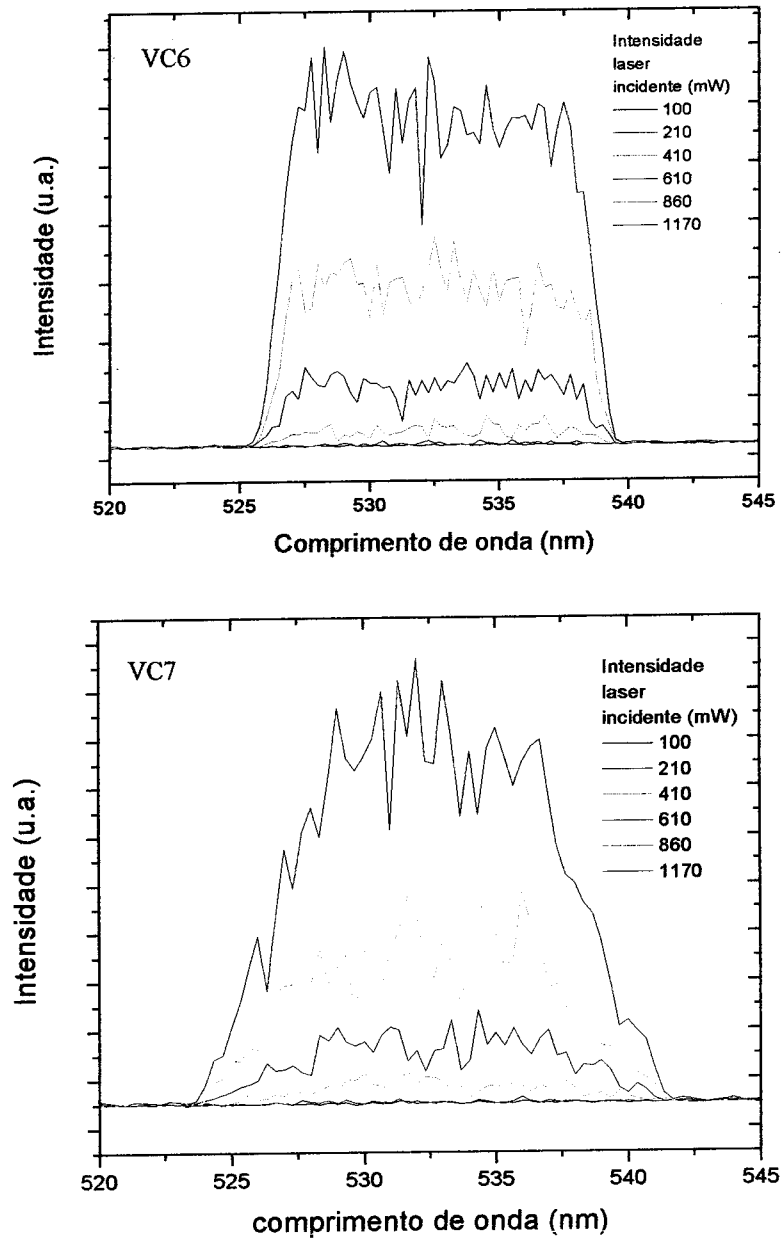 VC6
Intensidade
laser
incidente (mW)
100
210
410
610
860
1170
Intensidade (u.a.)
520 525 530 535 540 545
Comprimento de onda (nm)
VC7
Intensidade
laser
incidente (mW)
100
210
410
610
860
1170
Intensidade (u.a.)
520 525 530 535 540 545
comprimento de onda (nm)